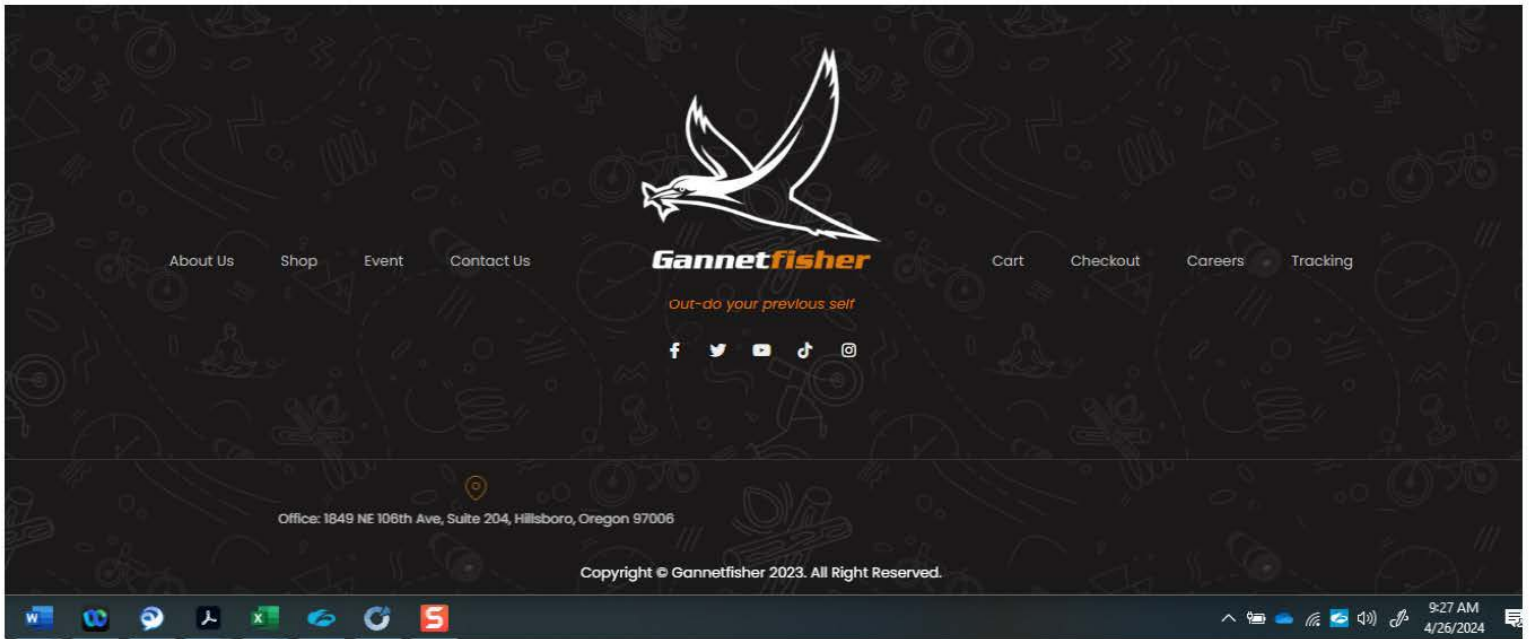 About Us Shop Event Contact Us
Gannetfisher
Cart Checkout Careers Tracking
Out-do your previous self
Office: 1849 NE 106th Ave, Suite 204, Hillsboro, Oregon 97006
Copyright © Gannetfisher 2023. All Right Reserved.
9:27 AM
4/26/2024